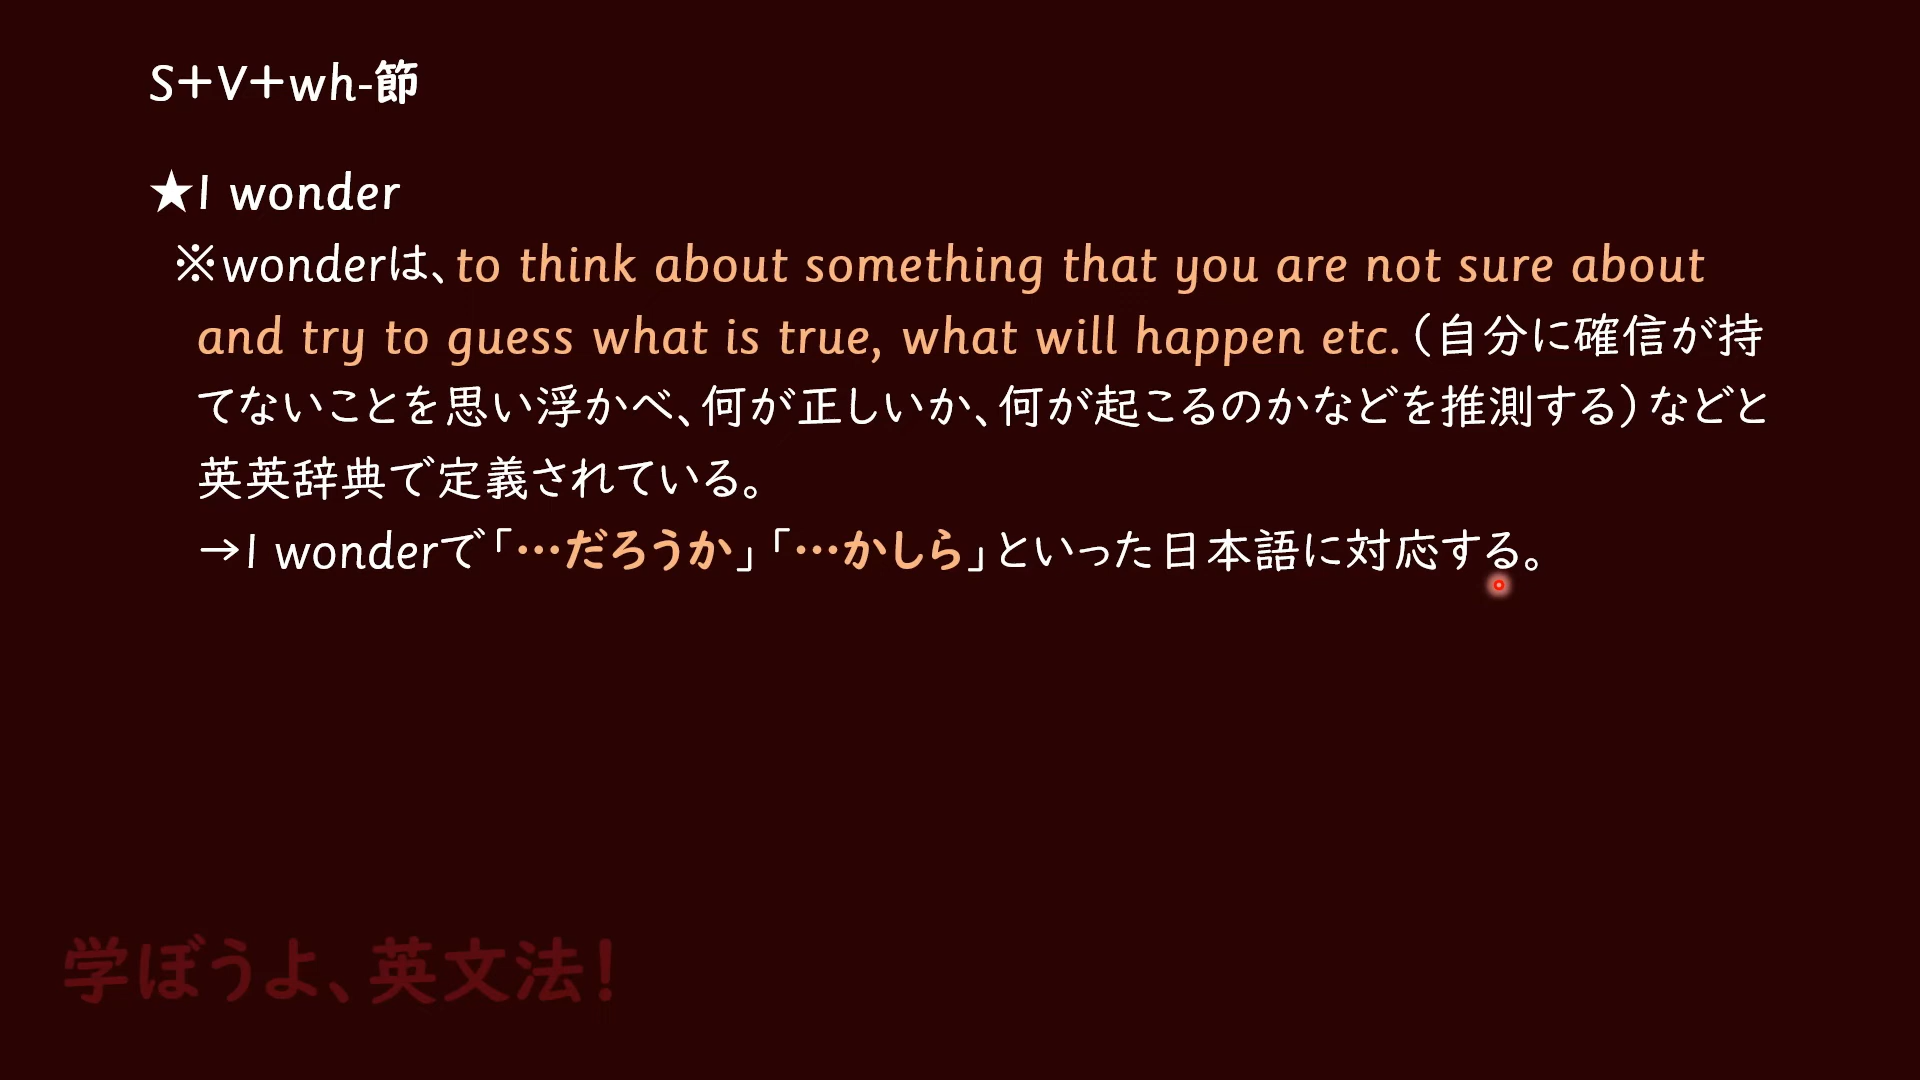 S+V+wh-節
★I wonder
※wonderは、to think about something that you are not sure about
and try to guess what is true, what will happen etc.（自分に確信が持
てないことを思い浮かべ、何が正しいか、何が起こるのかなどを推測する）などと
英英辞典で定義されている。
→I wonderで「…だろうか」「…かしら」といった日本語に対応する。
学ぼうよ、英文法！